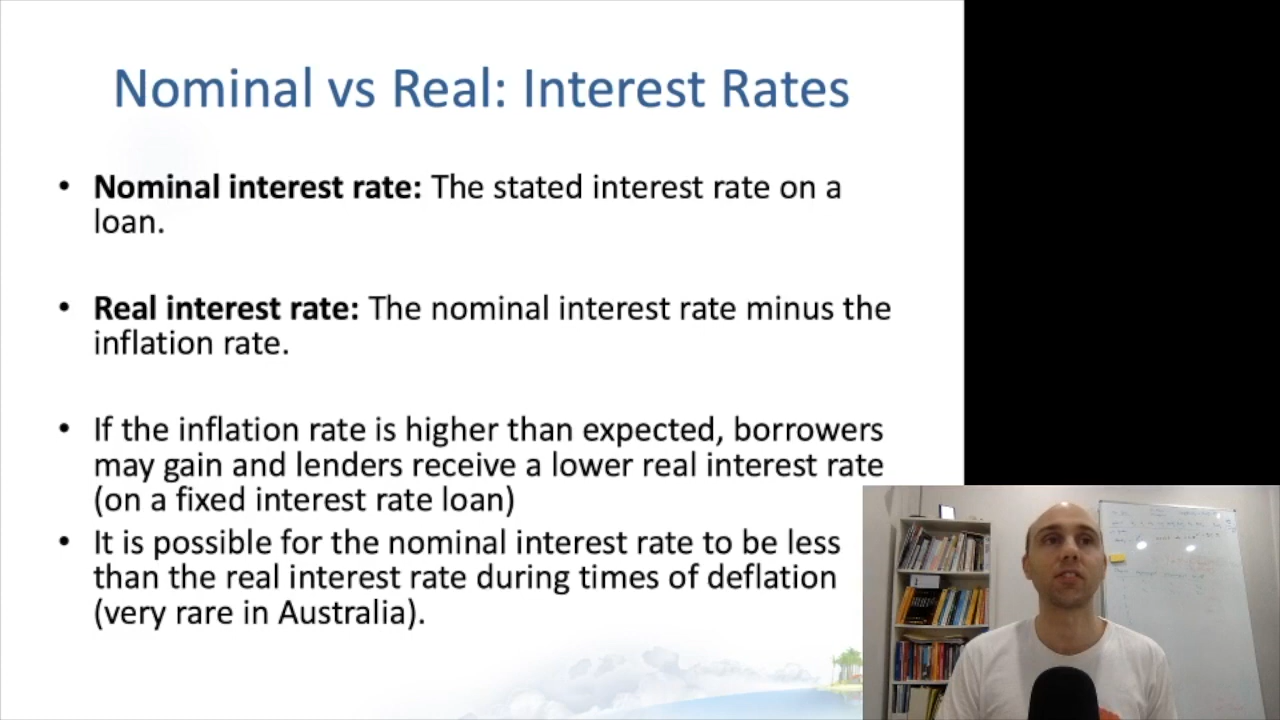 Nominal vs Real: Interest Rates
• Nominal interest rate: The stated interest rate on a
loan.
• Real interest rate: The nominal interest rate minus the
inflation rate.
• If the inflation rate is higher than expected, borrowers
may gain and lenders receive a lower real interest rate
(on a fixed interest rate loan)
• It is possible for the nominal interest rate to be less
than the real interest rate during times of deflation
(very rare in Australia).